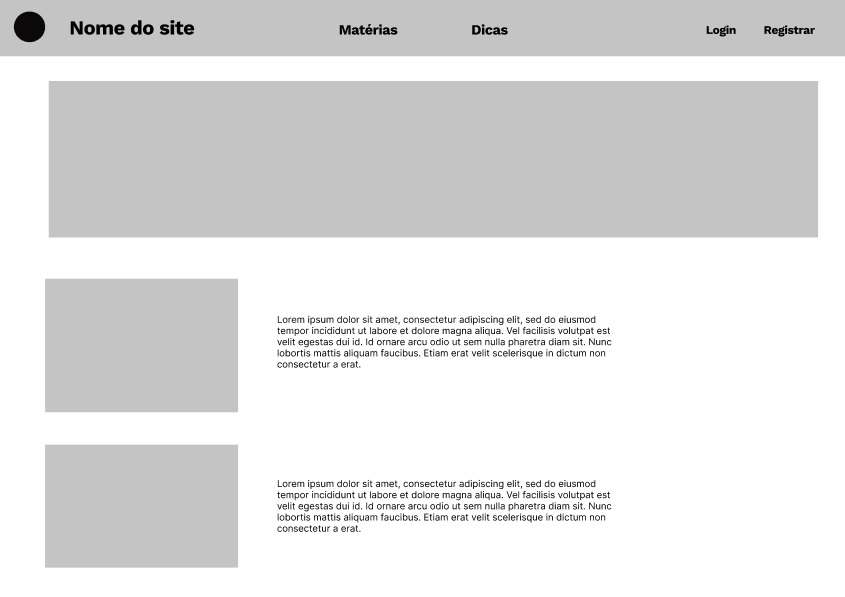 Nome do site
Matérias
Dicas
Login
Registrar
Lorem ipsum dolor sit amet, consectetur adipiscing elit, sed do eiusmod
tempor incididunt ut labore et dolore magna aliqua. Vel facilisis volutpat est
velit egestas dui id. Id ornare arcu odio ut sem nulla pharetra diam sit. Nunc
lobortis mattis aliquam faucibus. Etiam erat velit scelerisque in dictum non
consectetur a erat.
Lorem ipsum dolor sit amet, consectetur adipiscing elit, sed do eiusmod
tempor incididunt ut labore et dolore magna aliqua. Vel facilisis volutpat est
velit egestas dui id. Id ornare arcu odio ut sem nulla pharetra diam sit. Nunc
lobortis mattis aliquam faucibus. Etiam erat velit scelerisque in dictum non
consectetur a erat.